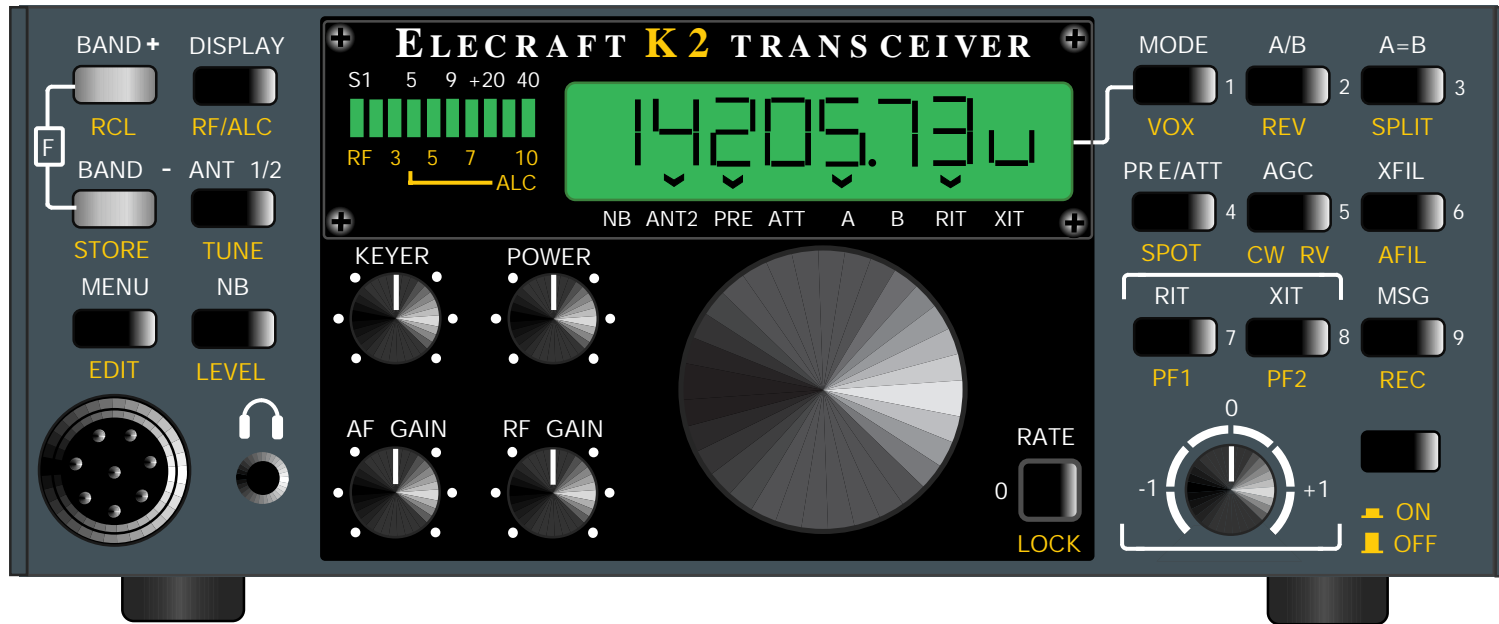 BAND + DISPLAY
RCL RF/ALC
F
BAND - ANT 1/2
STORE TUNE
MENU NB
EDIT LEVEL
ELECRAFT K2 TRANSCEIVER
S1 5 9 +20 40
RF 3 5 7 10
ALC
14205.73u
NB ANT2 PRE ATT A B RIT XIT
KEYER POWER
AF GAIN RF GAIN
RATE
0
LOCK
MODE A/B A=B
1 2 3
VOX REV SPLIT
PRE/ATT AGC XFIL
4 5 6
SPOT CW RV AFIL
RIT XIT MSG
7 8 9
PF1 PF2 REC
0
-1 +1
ON
OFF